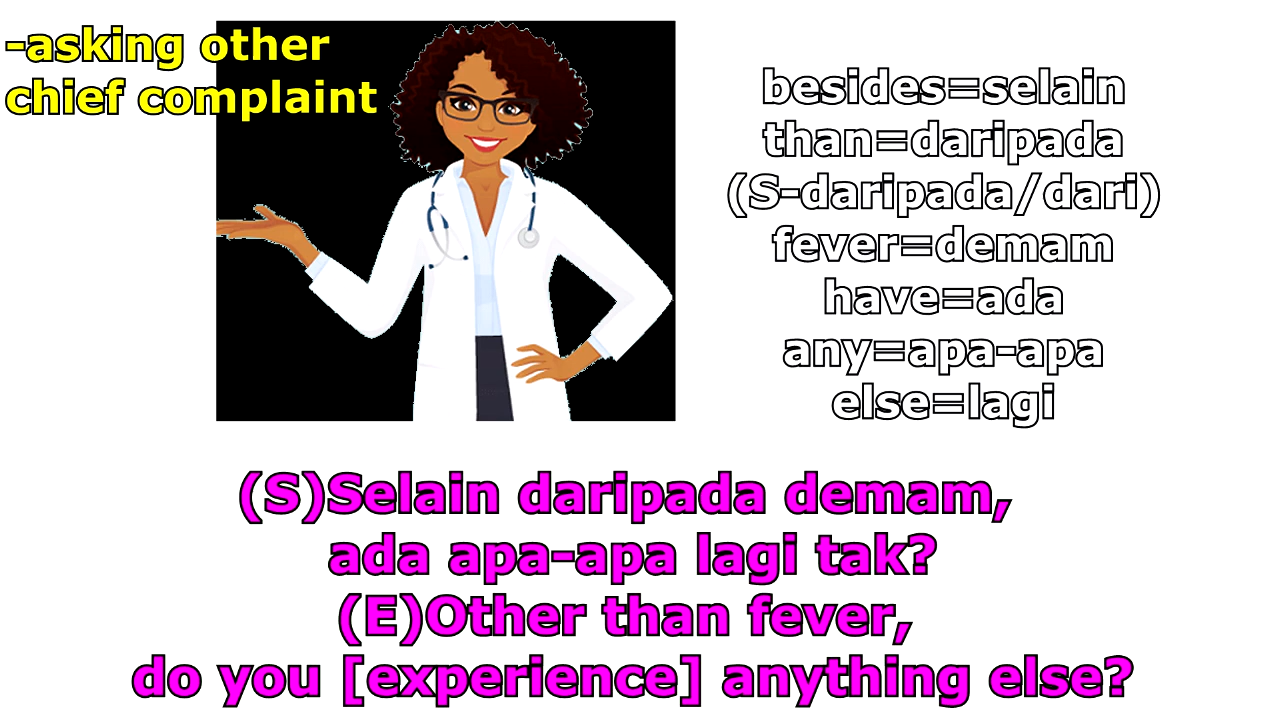 -asking other
chief complaint
besides=selain
than=daripada
(S-daripada/dari)
fever=demam
have=ada
any=apa-apa
else=lagi
(S)Selain daripada demam,
ada apa-apa lagi tak?
(E)Other than fever,
do you [experience] anything else?